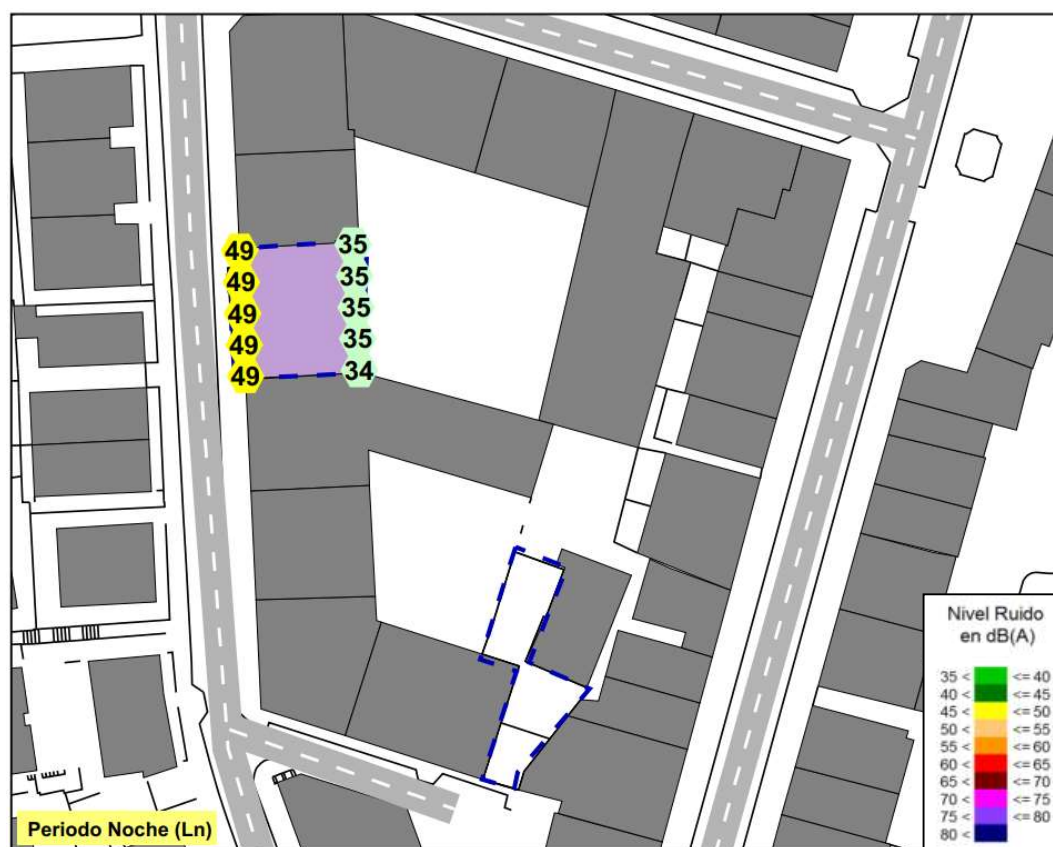 49 35
49 35
49 35
49 35
49 34
Nivel Ruido
en dB(A)
35 < <= 40
40 < <= 45
45 < <= 50
50 < <= 55
55 < <= 60
60 < <= 65
65 < <= 70
70 < <= 75
75 < <= 80
80 <
Periodo Noche (Ln)